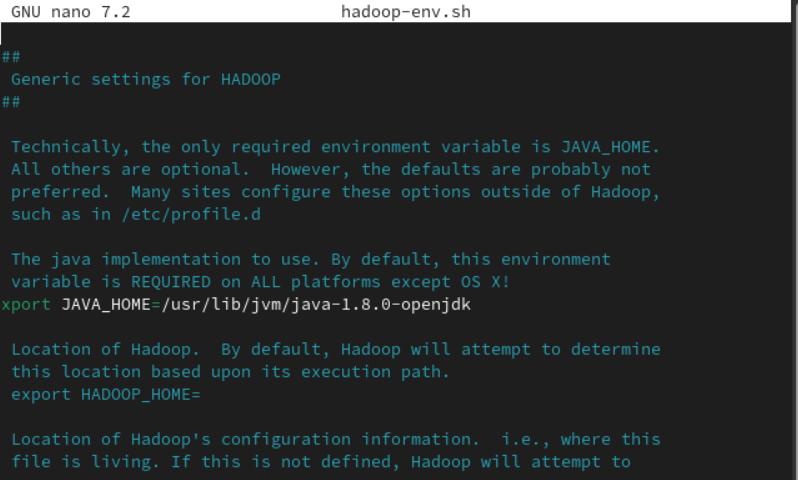 GNU nano 7.2 hadoop-env.sh
##
Generic settings for HADOOP
##
Technically, the only required environment variable is JAVA_HOME.
All others are optional.  However, the defaults are probably not
preferred.  Many sites configure these options outside of Hadoop,
such as in /etc/profile.d
The java implementation to use. By default, this environment
variable is REQUIRED on ALL platforms except OS X!
xport JAVA_HOME=/usr/lib/jvm/java-1.8.0-openjdk
Location of Hadoop.  By default, Hadoop will attempt to determine
this location based upon its execution path.
export HADOOP_HOME=
Location of Hadoop's configuration information.  i.e., where this
file is living. If this is not defined, Hadoop will attempt to